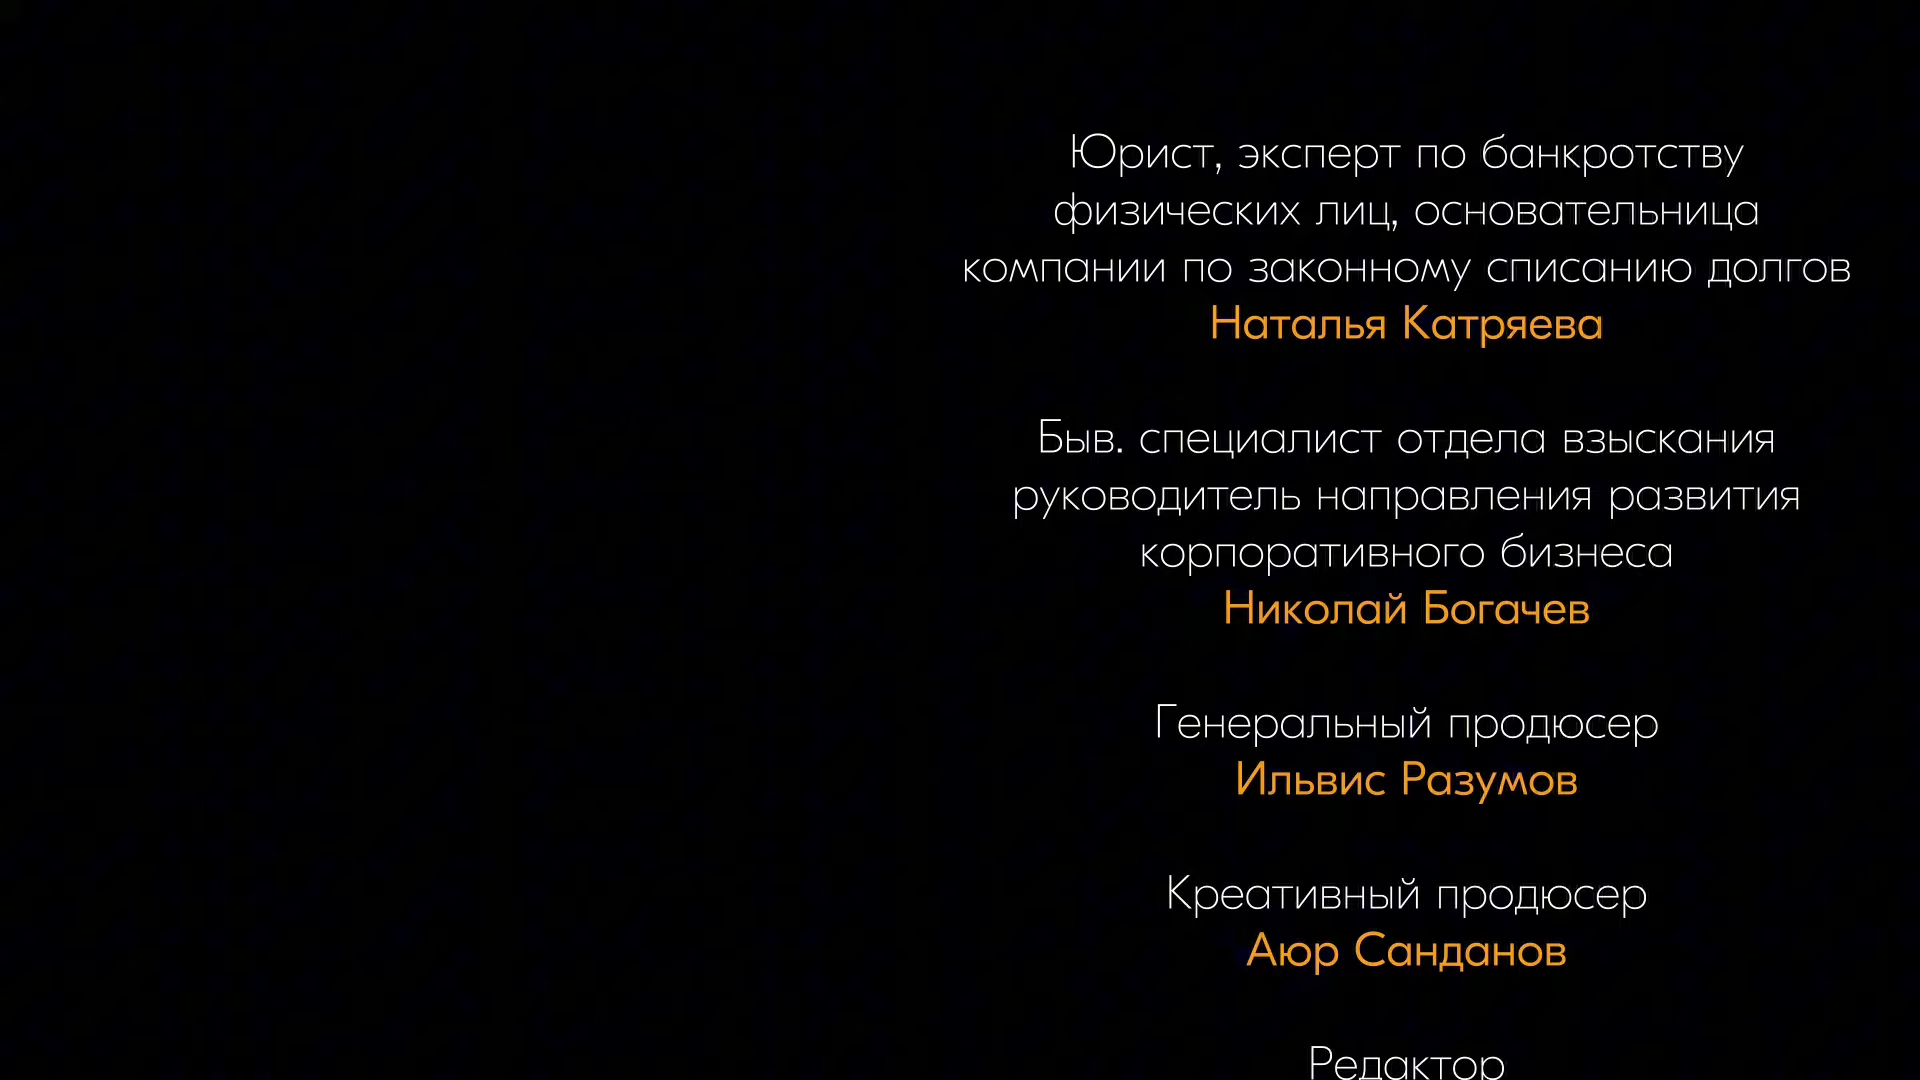 Юрист, эксперт по банкротству
физических лиц, основательница
компании по законному списанию долгов
Наталья Катряева
Быв. специалист отдела взыскания
руководитель направления развития
корпоративного бизнеса
Николай Богачев
Генеральный продюсер
Ильвис Разумов
Креативный продюсер
Аюр Санданов
Редактор